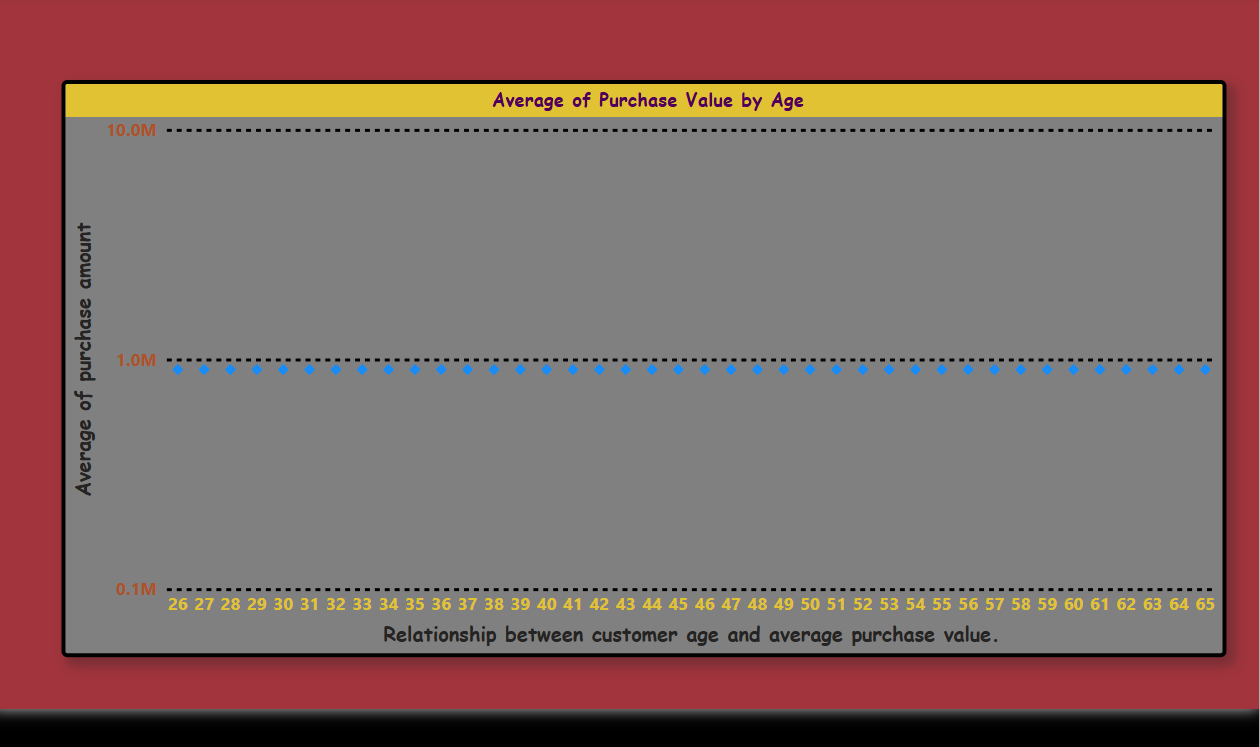 Average of Purchase Value by Age
10.0M
Average of purchase amount
1.0M
0.1M
26 27 28 29 30 31 32 33 34 35 36 37 38 39 40 41 42 43 44 45 46 47 48 49 50 51 52 53 54 55 56 57 58 59 60 61 62 63 64 65
Relationship between customer age and average purchase value.